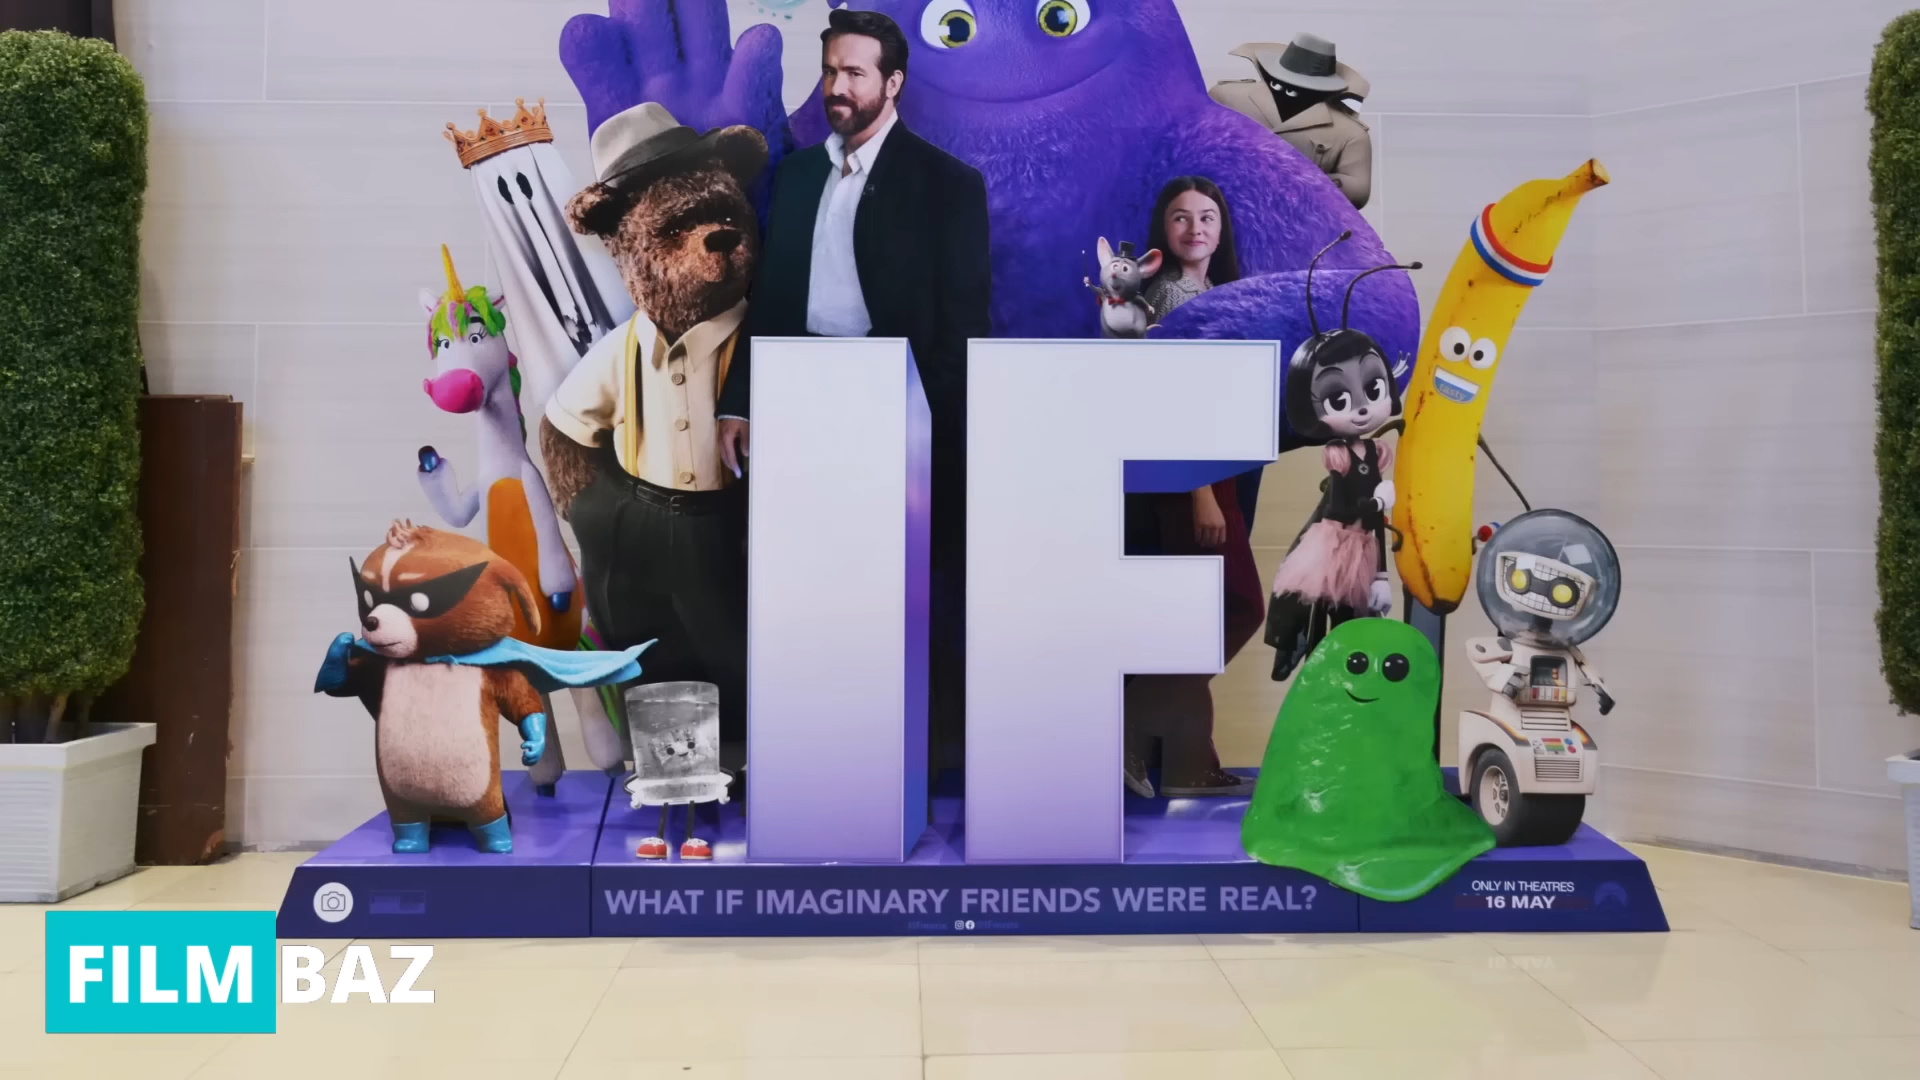 IF
WHAT IF IMAGINARY FRIENDS WERE REAL?
ONLY IN THEATRES
16 MAY
FILM BAZ